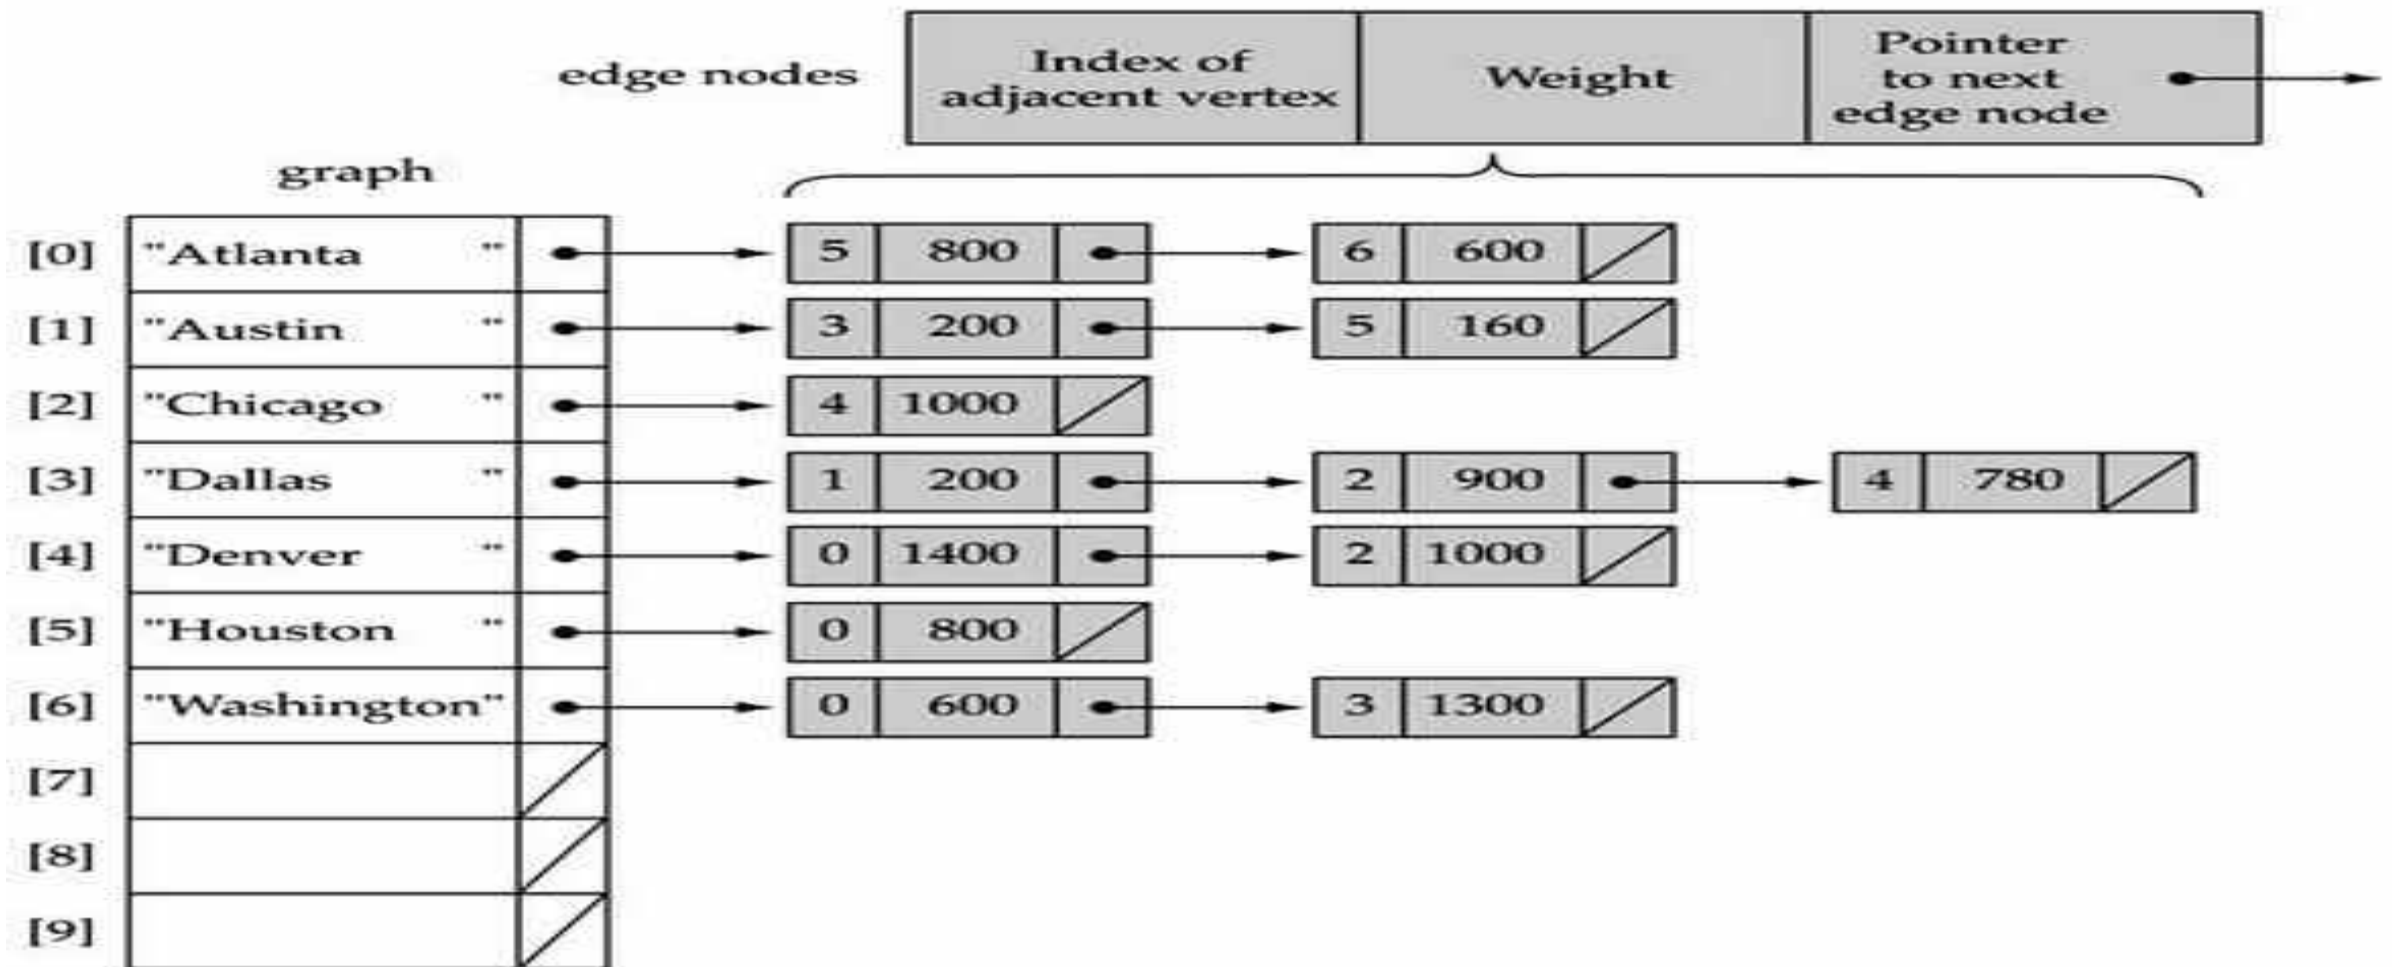 Index of
adjacent vertex
Weight
Pointer
to next
edge node
edge nodes
graph
[0] "Atlanta " 5 800 6 600
[1] "Austin " 3 200 5 160
[2] "Chicago " 4 1000
[3] "Dallas " 1 200 2 900 4 780
[4] "Denver " 0 1400 2 1000
[5] "Houston " 0 800
[6] "Washington" 0 600 3 1300
[7]
[8]
[9]